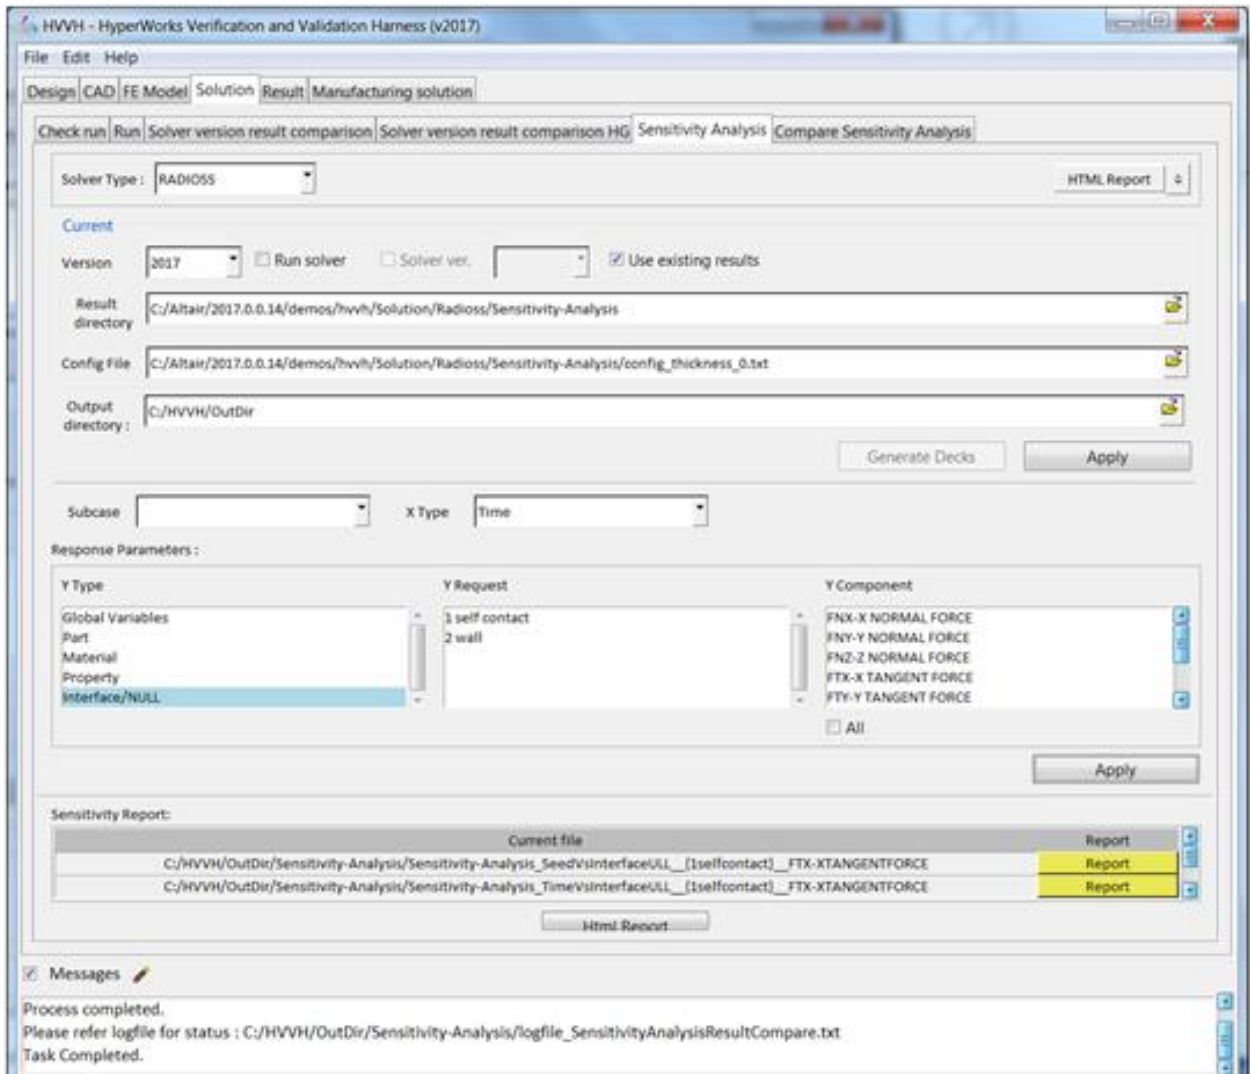 HVVH - HyperWorks Verification and Validation Harness (v2017)
File Edit Help
Design CAD FE Model Solution Result Manufacturing solution
Check run Run Solver version result comparison Solver version result comparison HG Sensitivity Analysis Compare Sensitivity Analysis
Solver Type : RADIOSS HTML Report
Current
Version 2017 Run solver Solver ver. Use existing results
Result directory C:/Altair/2017.0.0.14/demos/hvvh/Solution/Radioss/Sensitivity-Analysis
Config File C:/Altair/2017.0.0.14/demos/hvvh/Solution/Radioss/Sensitivity-Analysis/config_thickness_0.txt
Output directory : C:/HVVH/OutDir
Generate Decks Apply
Subcase X Type Time
Response Parameters :
Y Type Y Request Y Component
Global Variables 1 self contact FNX-X NORMAL FORCE
Part 2 wall FNY-Y NORMAL FORCE
Material FNZ-Z NORMAL FORCE
Property FTX-X TANGENT FORCE
Interface/NULL FTY-Y TANGENT FORCE
All
Apply
Sensitivity Report:
Current file Report
C:/HVVH/OutDir/Sensitivity-Analysis/Sensitivity-Analysis_SeedVsInterfaceULL__{1selfcontact}__FTX-XTANGENTFORCE Report
C:/HVVH/OutDir/Sensitivity-Analysis/Sensitivity-Analysis_TimeVsInterfaceULL__{1selfcontact}__FTX-XTANGENTFORCE Report
Html Report
Messages
Process completed.
Please refer logfile for status : C:/HVVH/OutDir/Sensitivity-Analysis/logfile_SensitivityAnalysisResultCompare.txt
Task Completed.